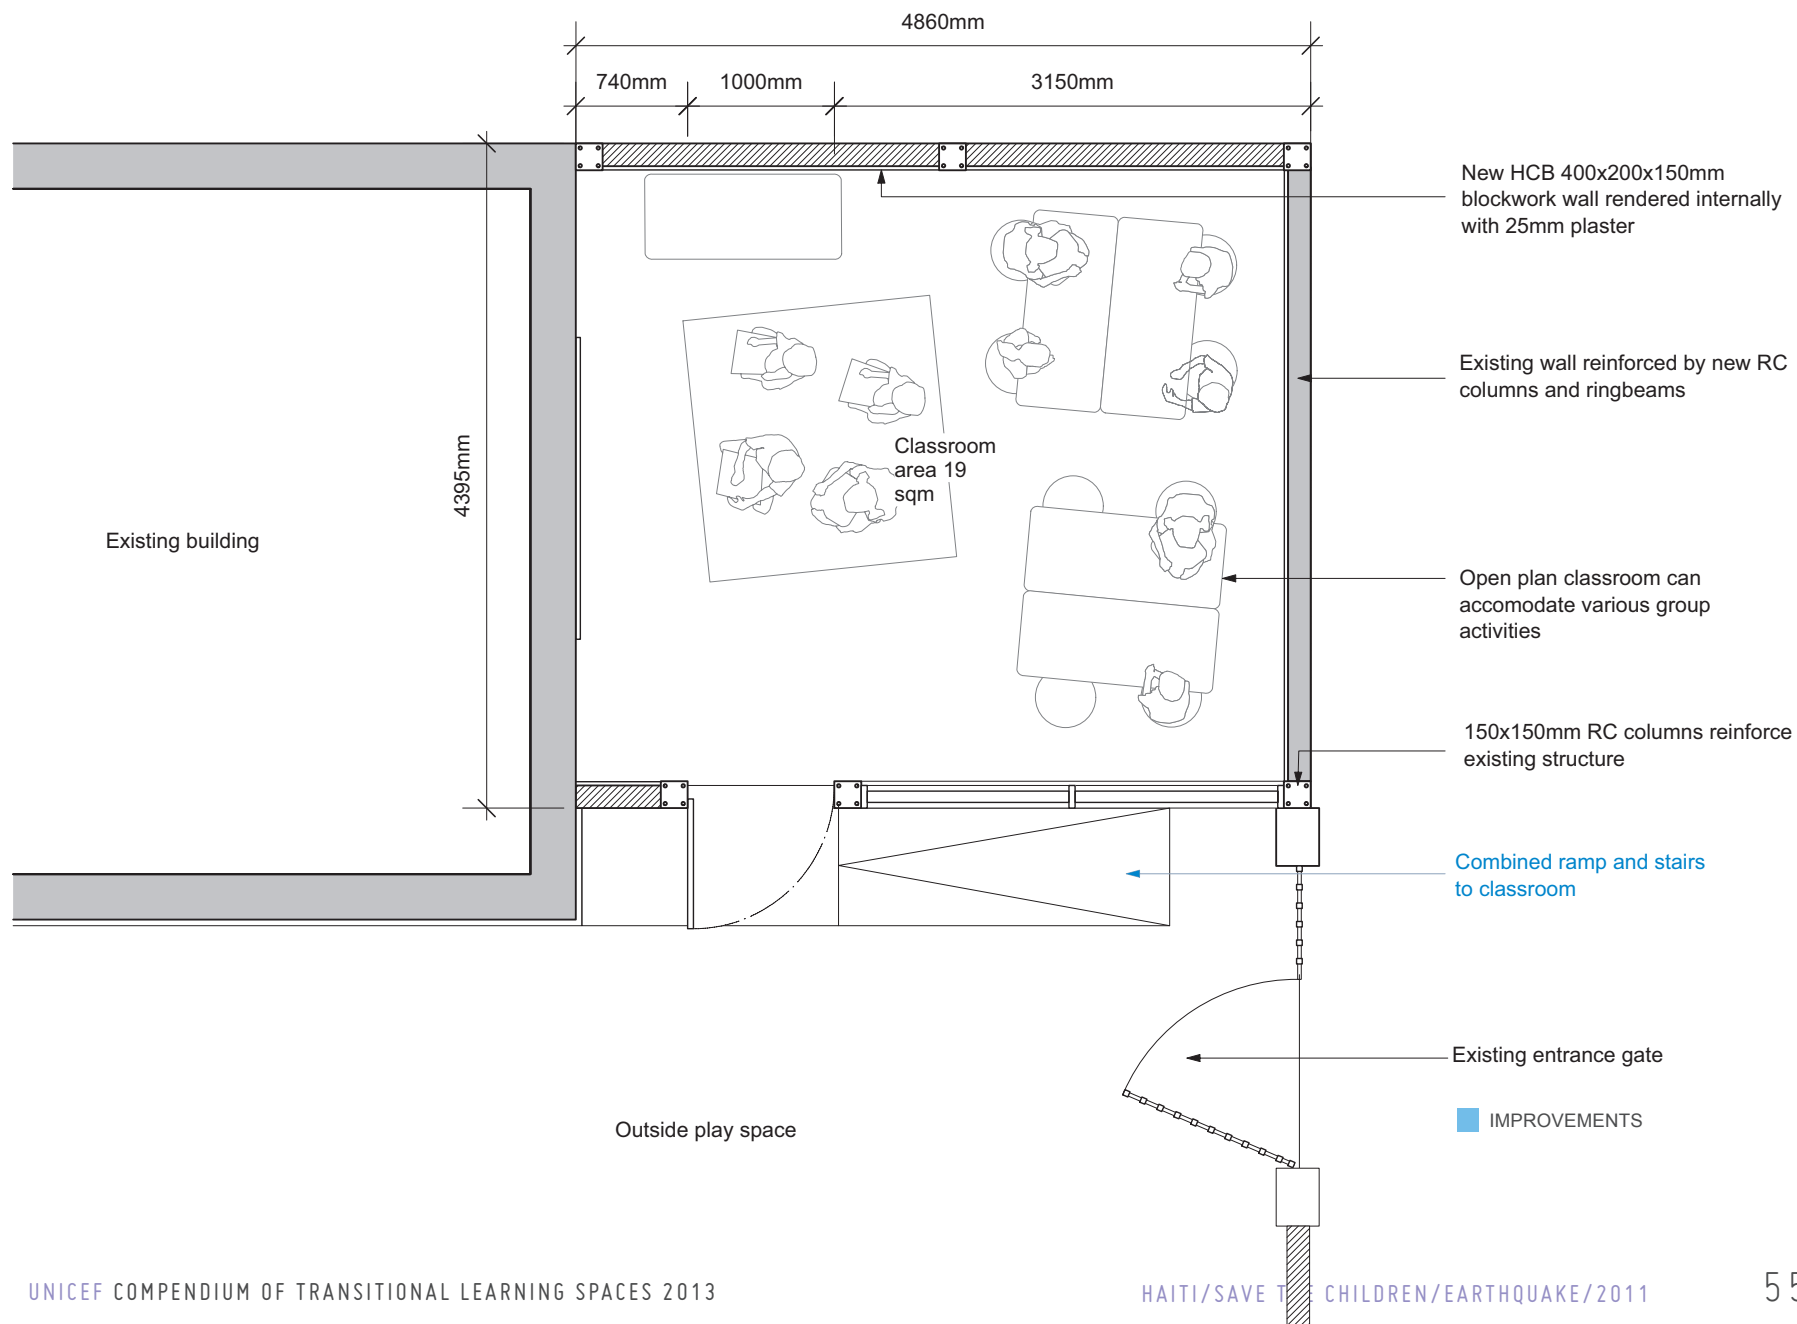 4860mm
740mm
1000mm
3150mm
New HCB 400x200x150mm
blockwork wall rendered internally
with 25mm plaster
Existing wall reinforced by new RC
columns and ringbeams
4395mm
Classroom
area 19
sqm
Existing building
Open plan classroom can
accomodate various group
activities
150x150mm RC columns reinforce
existing structure
Combined ramp and stairs
to classroom
Existing entrance gate
IMPROVEMENTS
Outside play space
UNICEF COMPENDIUM OF TRANSITIONAL LEARNING SPACES 2013
HAITI/SAVE THE CHILDREN/EARTHQUAKE/2011
55